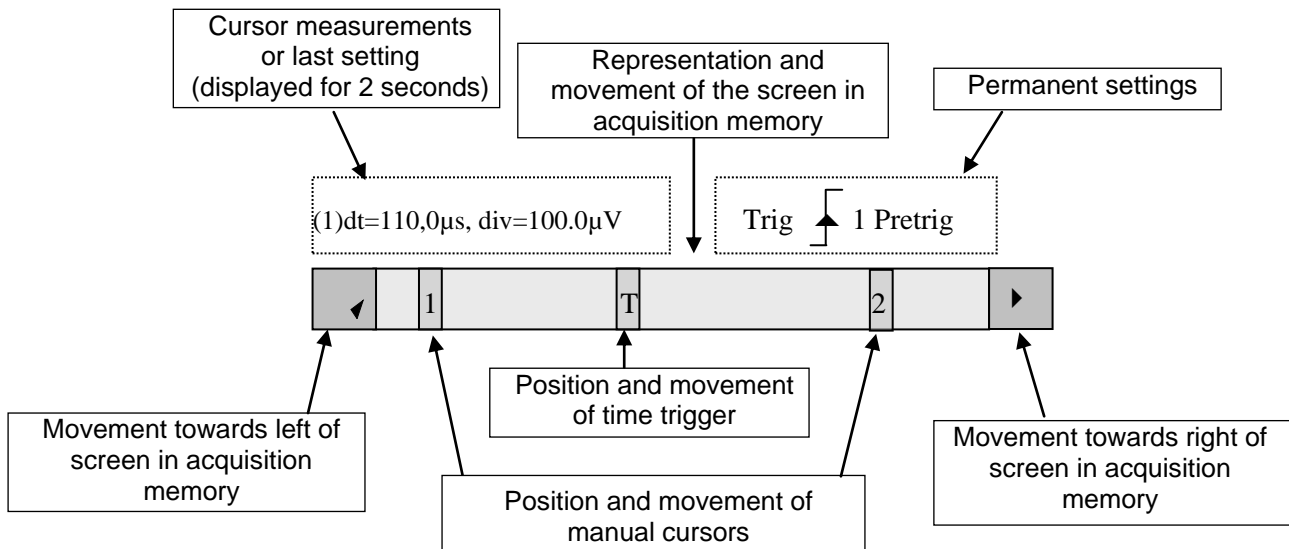 Cursor measurements
or last setting
(displayed for 2 seconds)
Representation and
movement of the screen in
acquisition memory
Permanent settings
(1)dt=110,0µs, div=100.0µV
Trig 1 Pretrig
1 T 2
Position and movement
of time trigger
Movement towards left of
screen in acquisition
memory
Position and movement of
manual cursors
Movement towards right of
screen in acquisition
memory